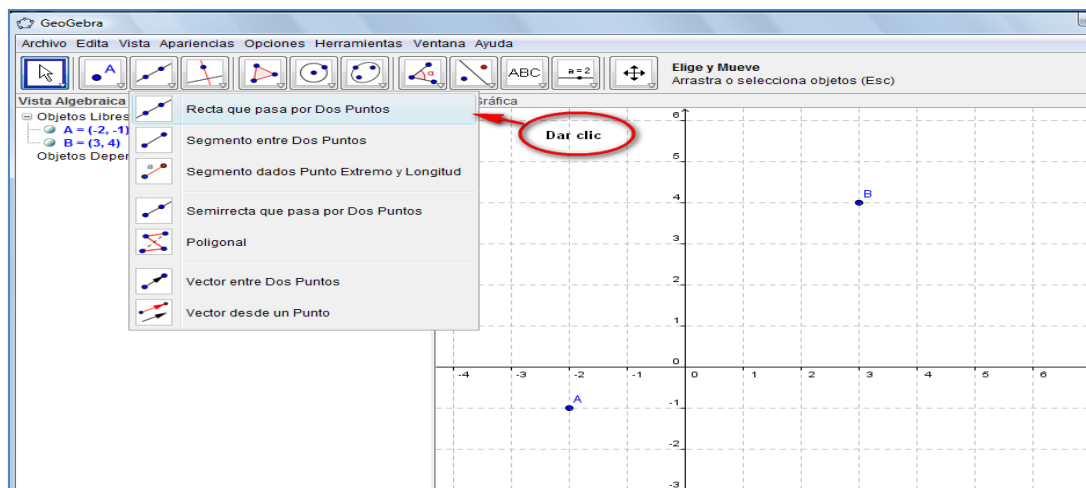 GeoGebra
Archivo Edita Vista Apariencias Opciones Herramientas Ventana Ayuda
A
α
a
ABC
a=2
Elige y Mueve
Arrastra o selecciona objetos (Esc)
Vista Algebraica
Gráfica
Objetos Libres
A = (-2, -1)
B = (3, 4)
Objetos Deper
Recta que pasa por Dos Puntos
Segmento entre Dos Puntos
a
Segmento dados Punto Extremo y Longitud
Semirrecta que pasa por Dos Puntos
Poligonal
Vector entre Dos Puntos
Vector desde un Punto
Dar clic
6
5
4
B
3
2
1
0
-4 -3 -2 -1 0 1 2 3 4 5 6
A
-1
-2
-3